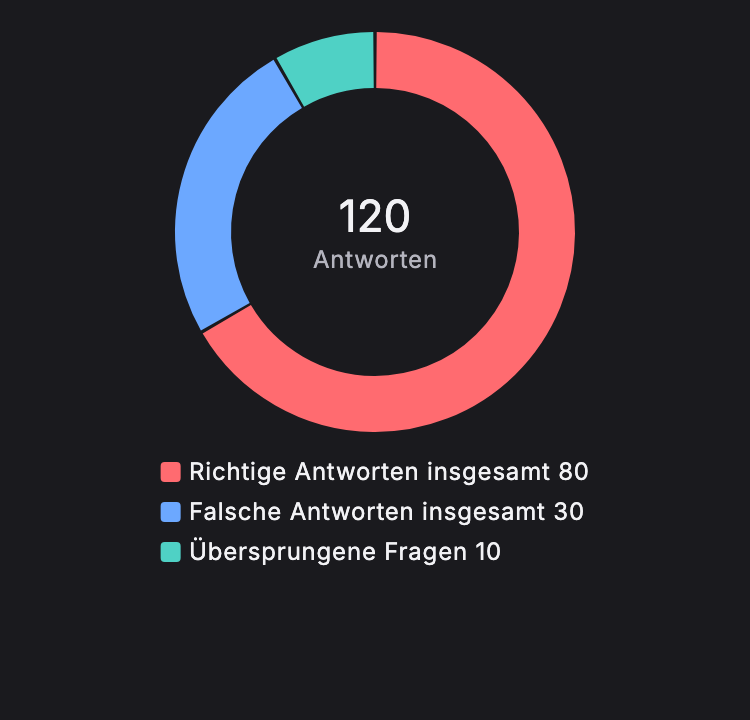 120
Antworten
Richtige Antworten insgesamt 80
Falsche Antworten insgesamt 30
Übersprungene Fragen 10